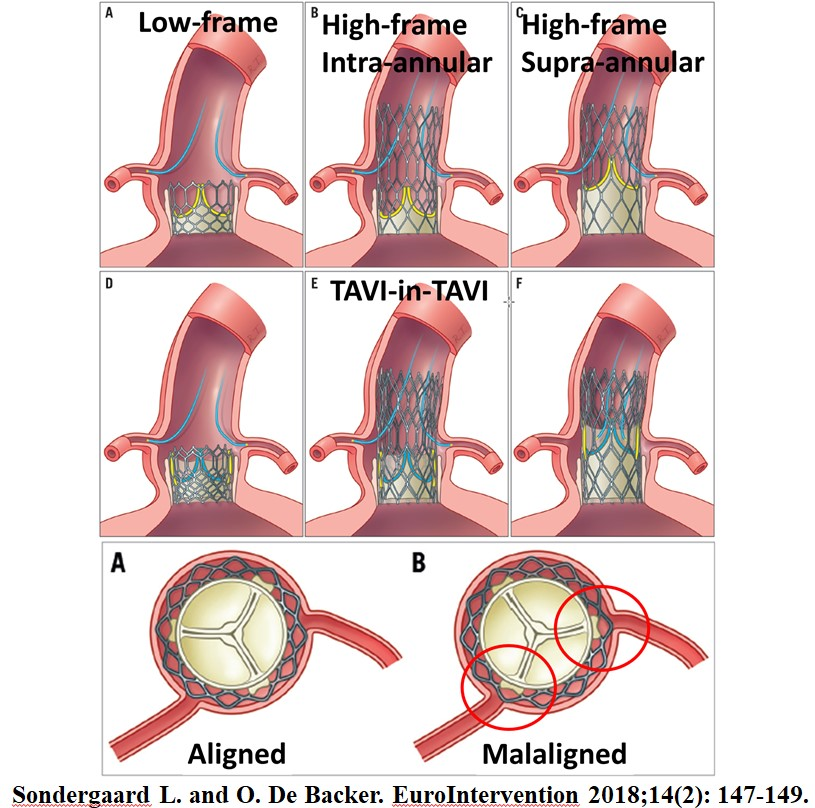 A
Low-frame
B
High-frame
Intra-annular
C
High-frame
Supra-annular
D
E
TAVI-in-TAVI
F
A
Aligned
B
Malaligned
Sondergaard L. and O. De Backer. EuroIntervention 2018;14(2): 147-149.